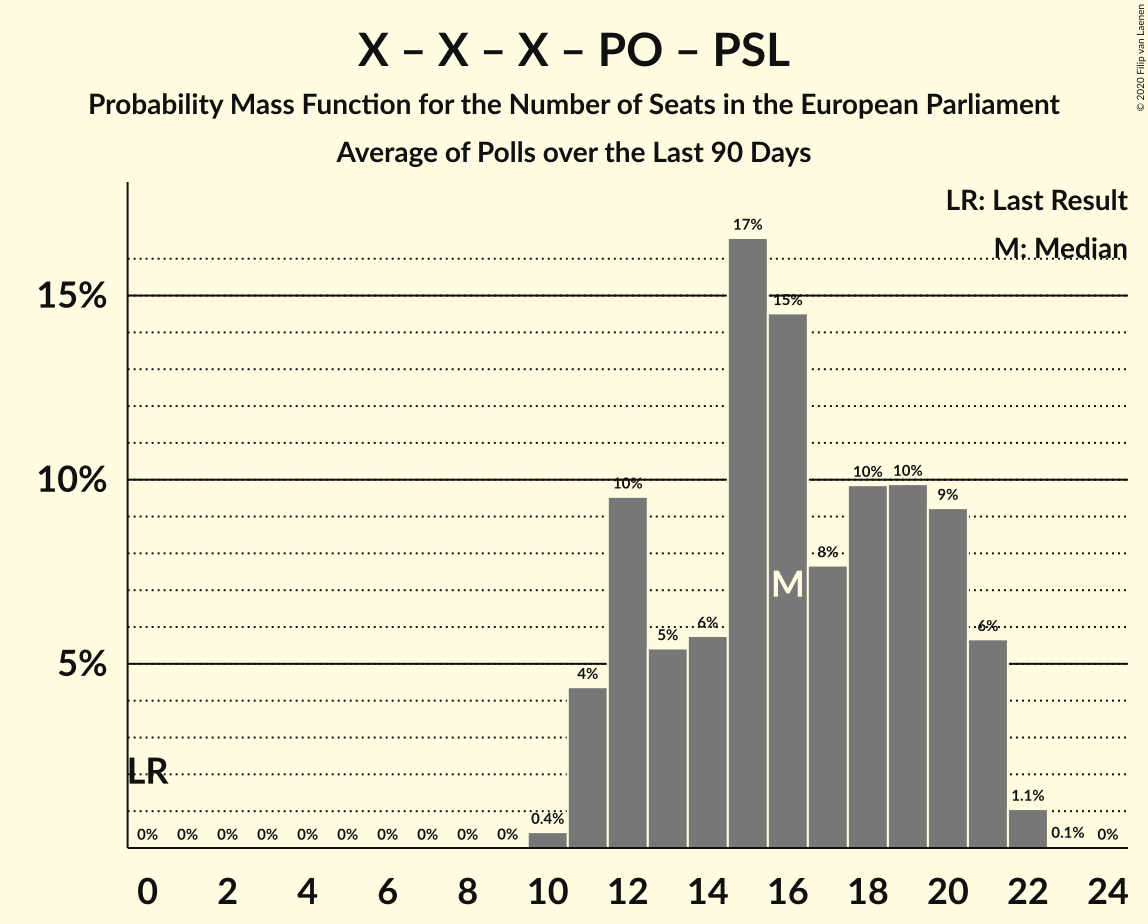 X – X – X – PO – PSL
Probability Mass Function for the Number of Seats in the European Parliament
Average of Polls over the Last 90 Days
© 2020 Filip van Laenen
LR: Last Result
M: Median
17%
15%
15%
10%
10%
10%
10%
9%
8%
M
6%
6%
5%
5%
4%
LR
1.1%
0.4%
0.1%
0% 0% 0% 0% 0% 0% 0% 0% 0% 0% 0%
0 2 4 6 8 10 12 14 16 18 20 22 24